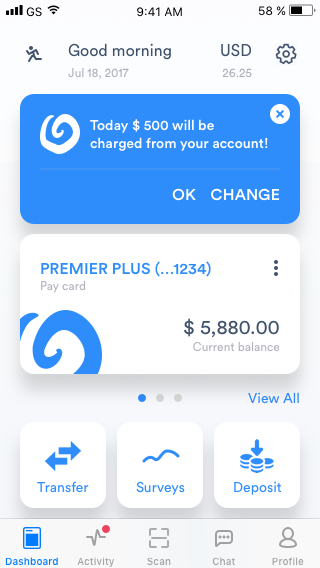 GS 9:41 AM 58 %
Good morning USD
Jul 18, 2017 26.25
Today $ 500 will be
charged from your account!
OK CHANGE
PREMIER PLUS (...1234)
Pay card
$ 5,880.00
Current balance
View All
Transfer Surveys Deposit
Dashboard Activity Scan Chat Profile